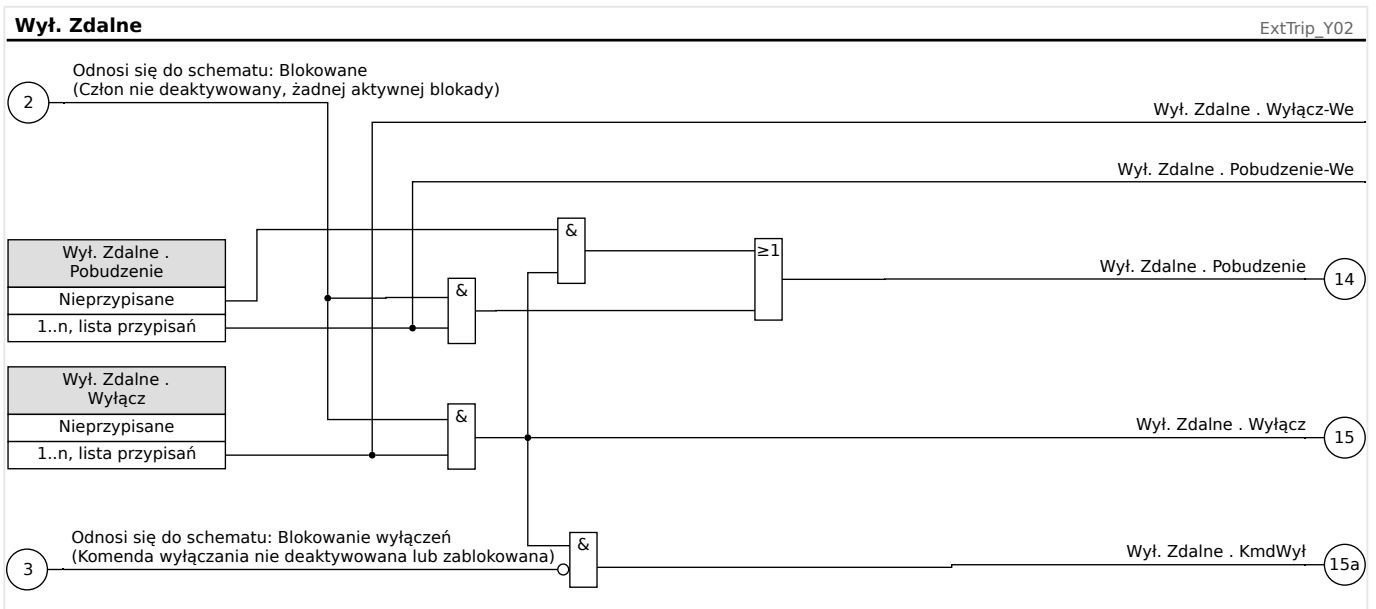 Wył. Zdalne
ExtTrip_Y02
Odnosi się do schematu: Blokowane
(Człon nie deaktywowany, żadnej aktywnej blokady)
2
Wył. Zdalne . Wyłącz-We
Wył. Zdalne . Pobudzenie-We
&
Wył. Zdalne .
Pobudzenie
≥1
Wył. Zdalne . Pobudzenie
14
Nieprzypisane
&
1..n, lista przypisań
Wył. Zdalne .
Wyłącz
&
Nieprzypisane
Wył. Zdalne . Wyłącz
15
1..n, lista przypisań
Odnosi się do schematu: Blokowanie wyłączeń
(Komenda wyłączania nie deaktywowana lub zablokowana)
3
&
Wył. Zdalne . KmdWył
15a